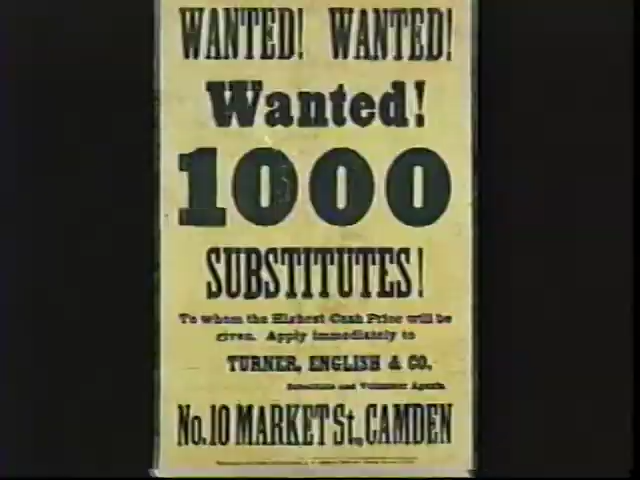 WANTED! WANTED!
Wanted!
1000
SUBSTITUTES!
To whom the Highest Cash Price will be
given. Apply immediately to
TURNER, ENGLISH & CO.
Substitute and Volunteer Agents.
No. 10 MARKET St., CAMDEN